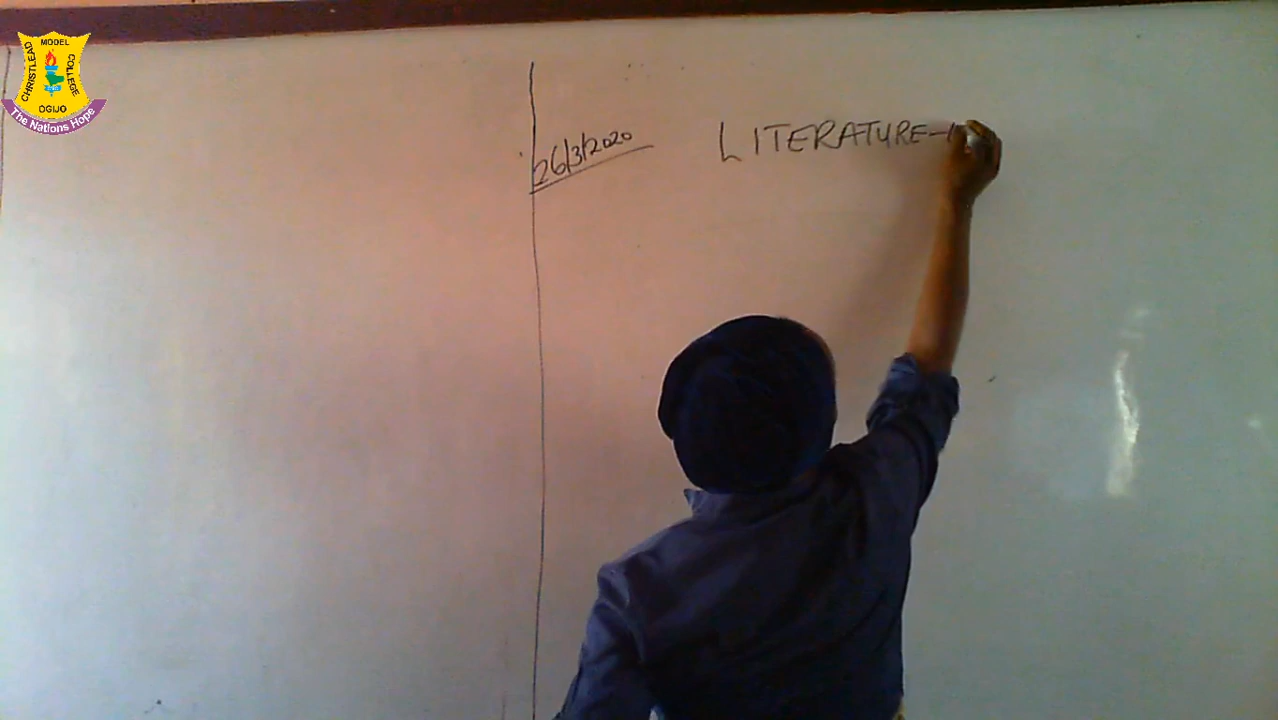 MODEL
CHRISTLEAD
COLLEGE
OGIJO
The Nations Hope
26/3/2020
LITERATURE-